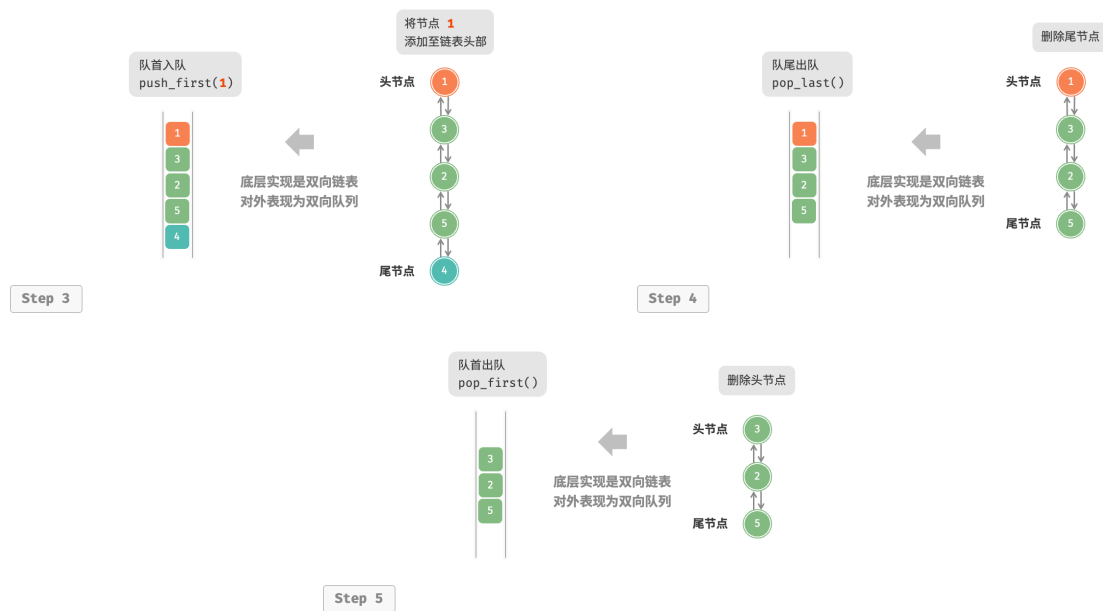 将节点 1
添加至链表头部
队首入队
push_first(1)
头节点
1
3
2
5
4
1
3
2
5
4
底层实现是双向链表
对外表现为双向队列
尾节点
Step 3
删除尾节点
队尾出队
pop_last()
头节点
1
3
2
5
1
3
2
5
底层实现是双向链表
对外表现为双向队列
尾节点
Step 4
队首出队
pop_first()
删除头节点
头节点
3
2
5
3
2
5
底层实现是双向链表
对外表现为双向队列
尾节点
Step 5